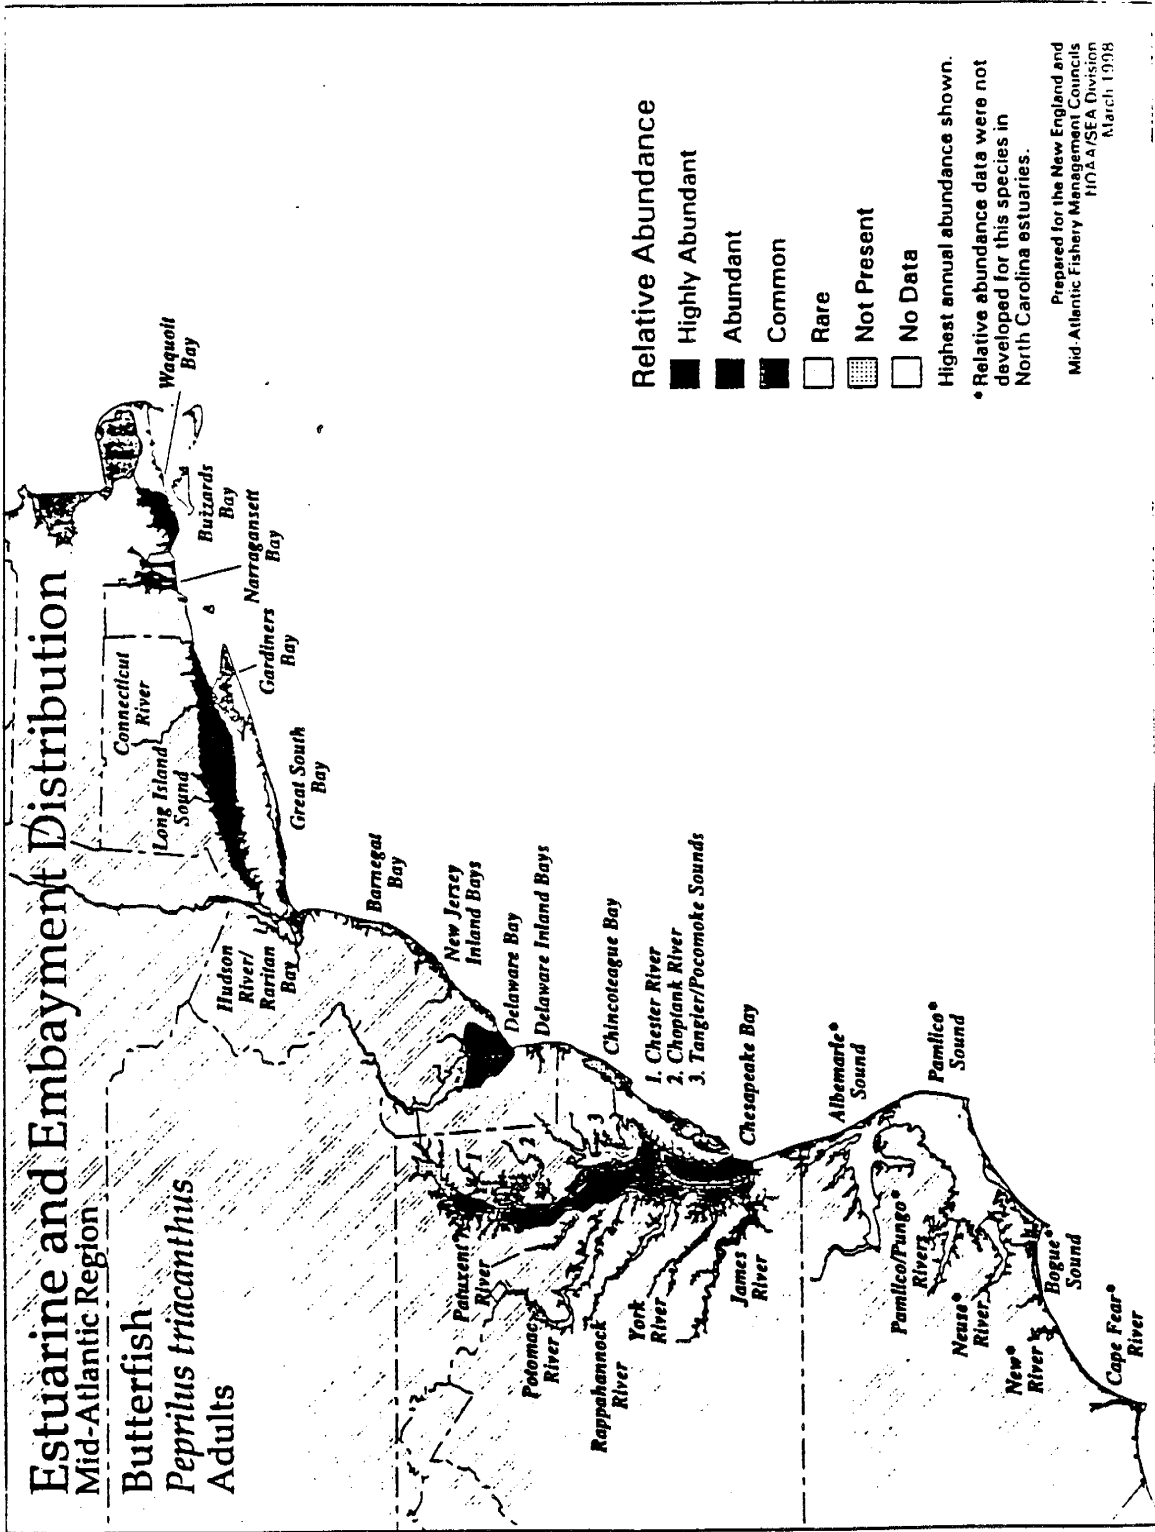 Estuarine and Embayment Distribution
Mid-Atlantic Region
Butterfish
Peprilus triacanthus
Adults
Waquoit
Bay
Buzzards
Bay
Narragansett
Bay
Gardiners
Bay
Connecticut
River
Long Island
Sound
Great South
Bay
Hudson
River/
Raritan
Bay
Barnegat
Bay
New Jersey
Inland Bays
Delaware Bay
Delaware Inland Bays
Chincoteague Bay
1. Chester River
2. Choptank River
3. Tangier/Pocomoke Sounds
Chesapeake Bay
1
2
3
Patuxent
River
Potomac
River
Rappahannock
River
York
River
James
River
Albemarle*
Sound
Pamlico*
Sound
Pamlico/Pungo*
Rivers
Neuse*
River
New*
River
Bogue*
Sound
Cape Fear*
River
Relative Abundance
Highly Abundant
Abundant
Common
Rare
Not Present
No Data
Highest annual abundance shown.
* Relative abundance data were not
developed for this species in
North Carolina estuaries.
Prepared for the New England and
Mid-Atlantic Fishery Management Councils
NOAA/SEA Division
March 1998